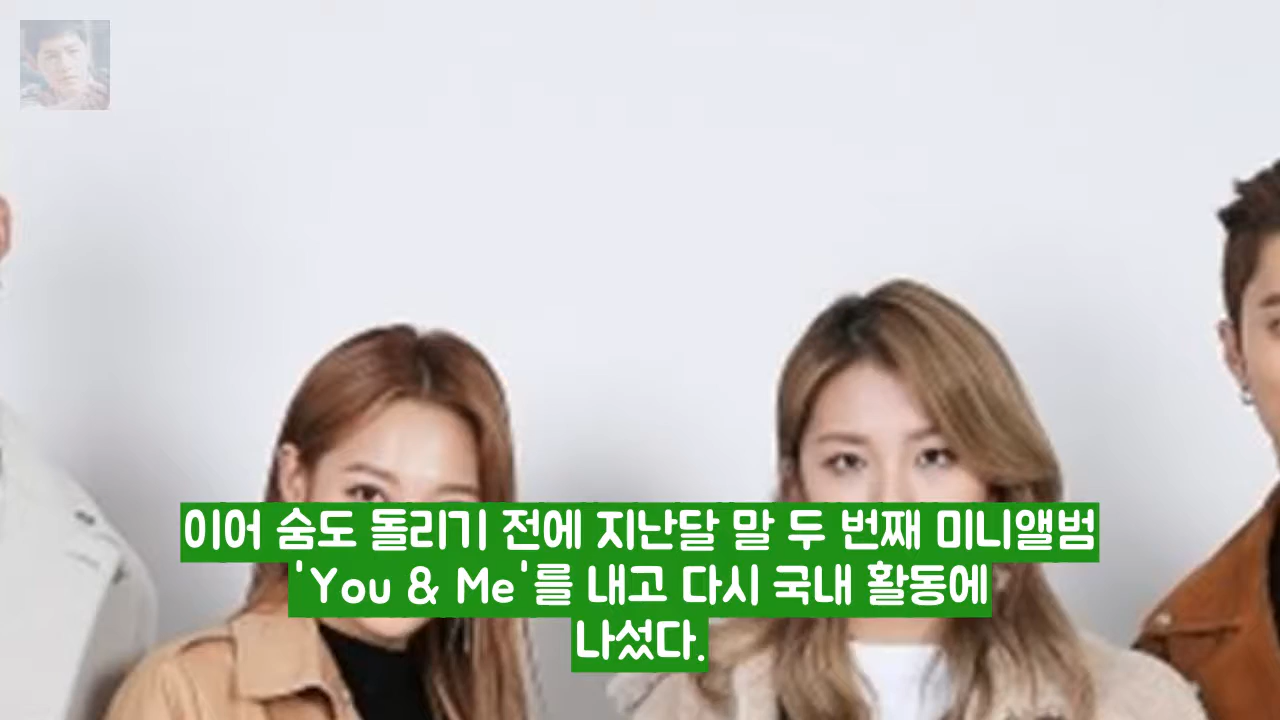 이어 숨도 돌리기 전에 지난달 말 두 번째 미니앨범
'You & Me'를 내고 다시 국내 활동에
나섰다.